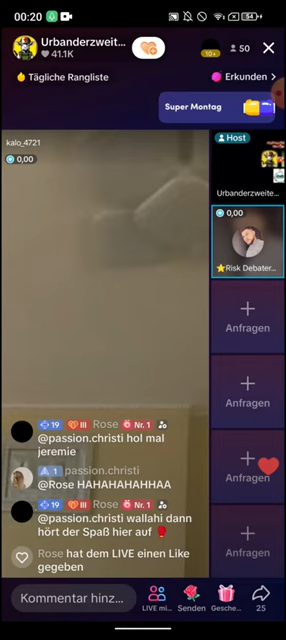 00:20
54
Urbanderzweit...
41.1K
10+
50
Tägliche Rangliste
Erkunden
Super Montag
kalo_4721
0,00
Host
Urbanderzweite...
0,00
Risk Debater...
Anfragen
Anfragen
Anfragen
Anfragen
19 III Rose Nr. 1
@passion.christi hol mal
jeremie
1 passion.christi
@Rose HAHAHAHAHHAA
19 III Rose Nr. 1
@passion.christi wallahi dann
hört der Spaß hier auf
Rose hat dem LIVE einen Like
gegeben
Kommentar hinz...
LIVE mi...
Senden
Gesche...
25